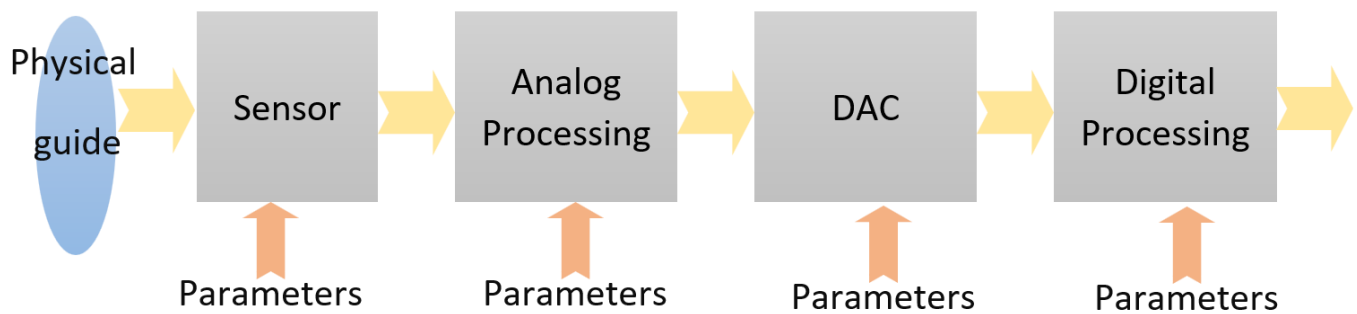 Physical
guide
Sensor
Analog
Processing
DAC
Digital
Processing
Parameters
Parameters
Parameters
Parameters